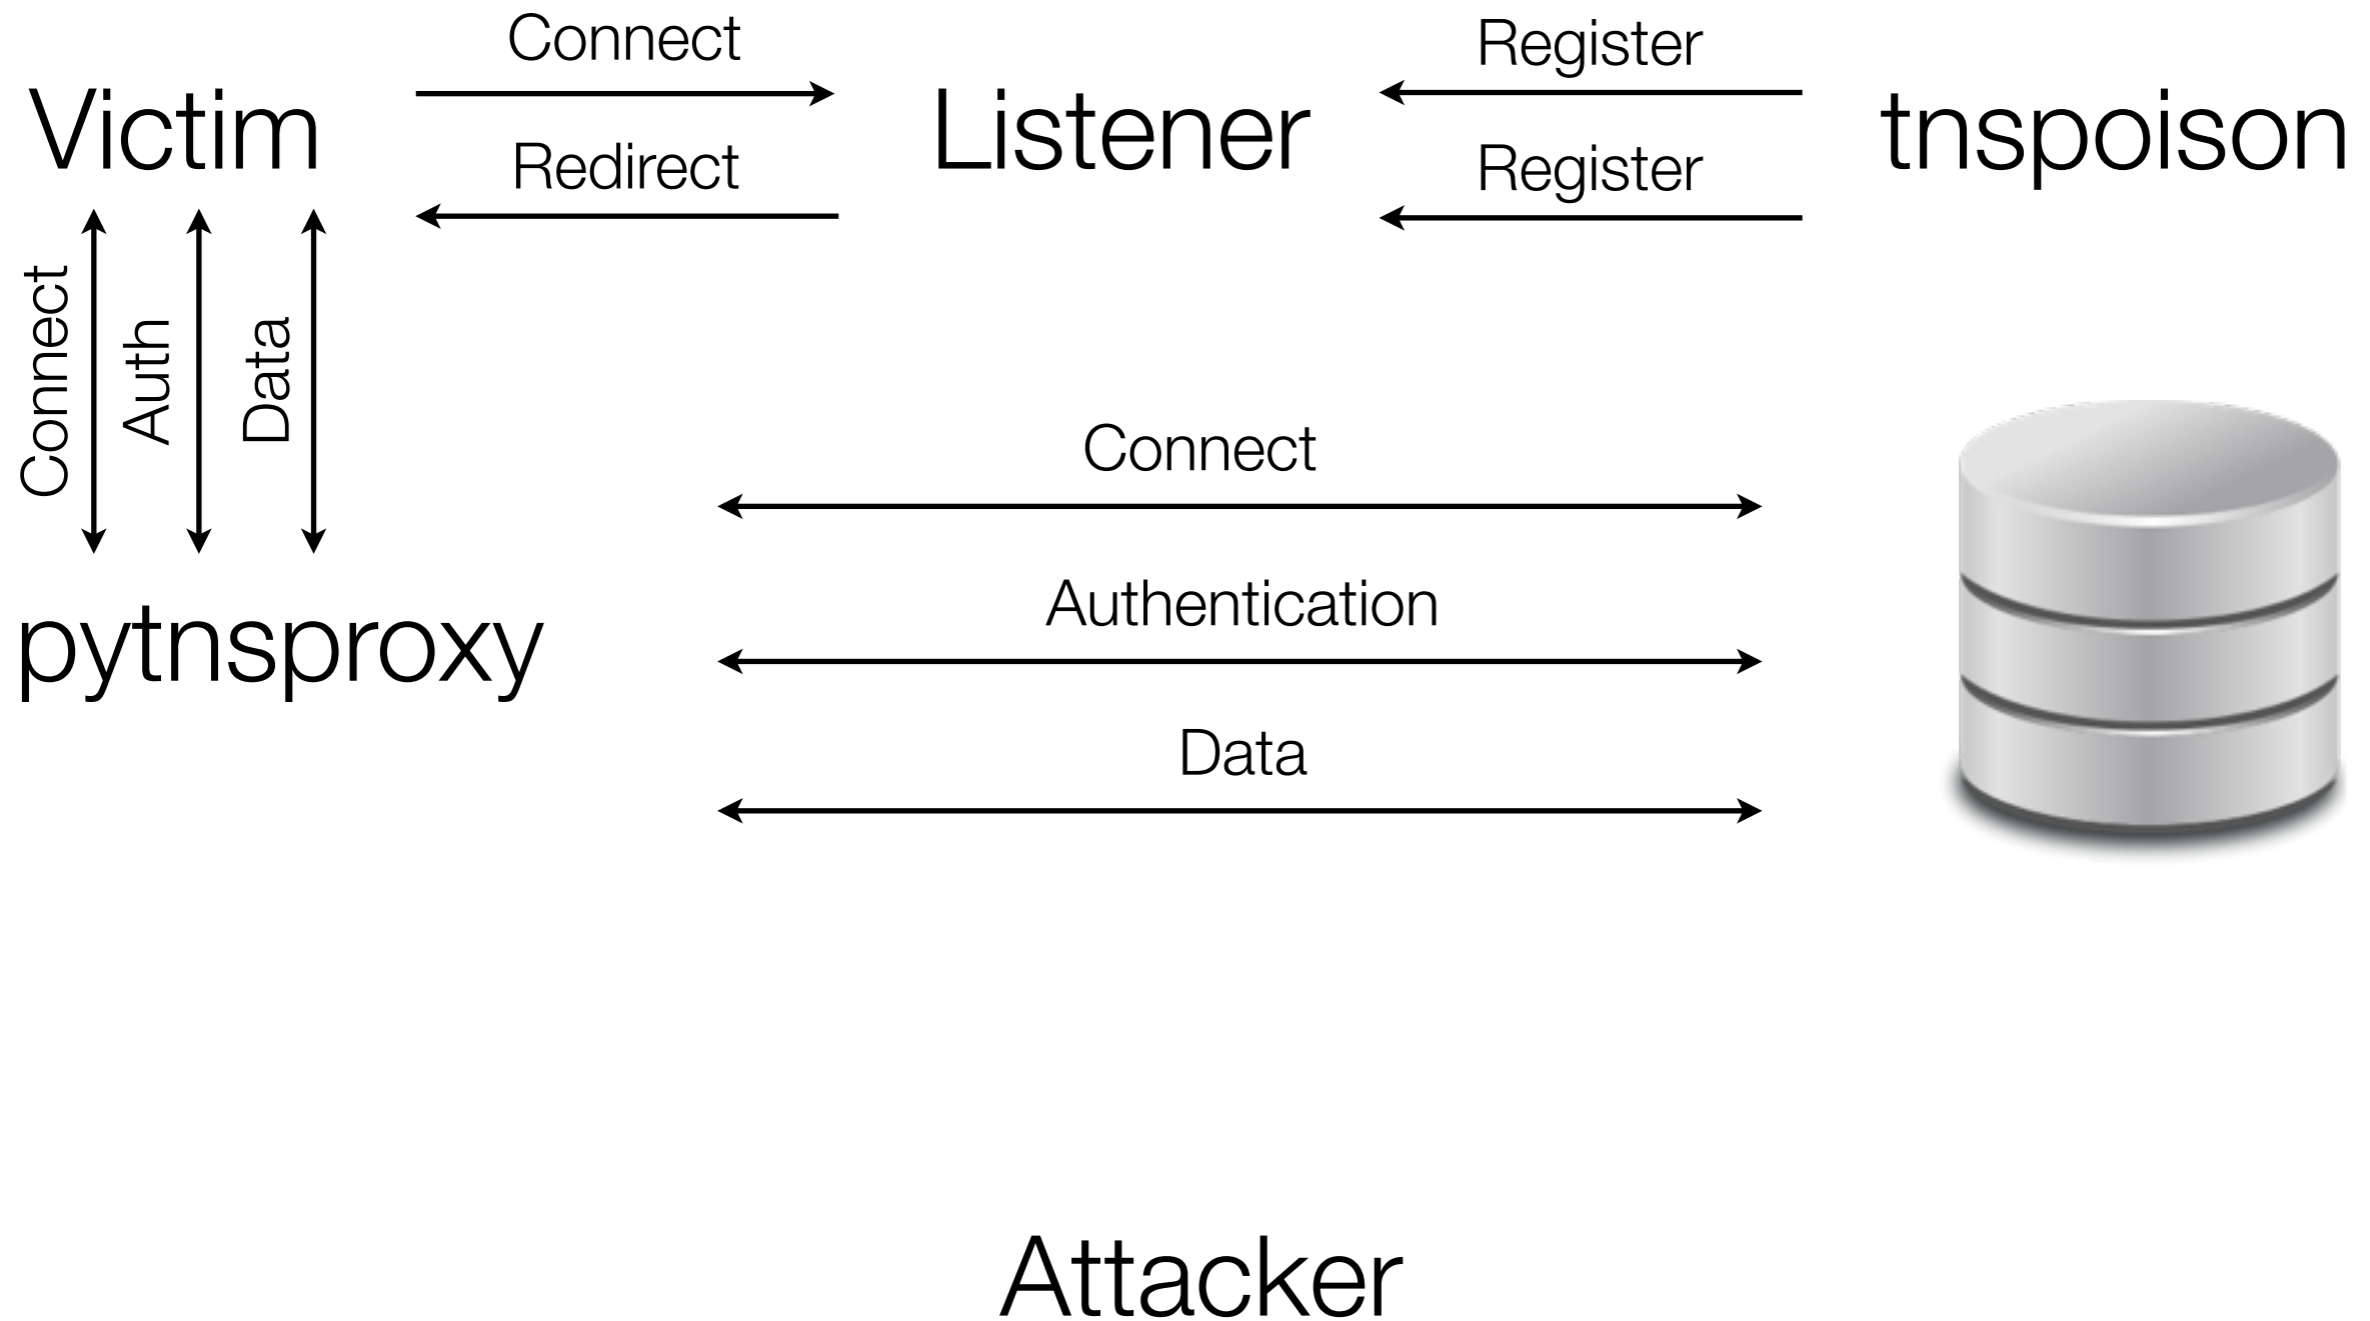 Connect
Register
Victim
Listener
tnspoison
Redirect
Register
Connect
Auth
Data
Connect
Authentication
pytnsproxy
Data
Attacker